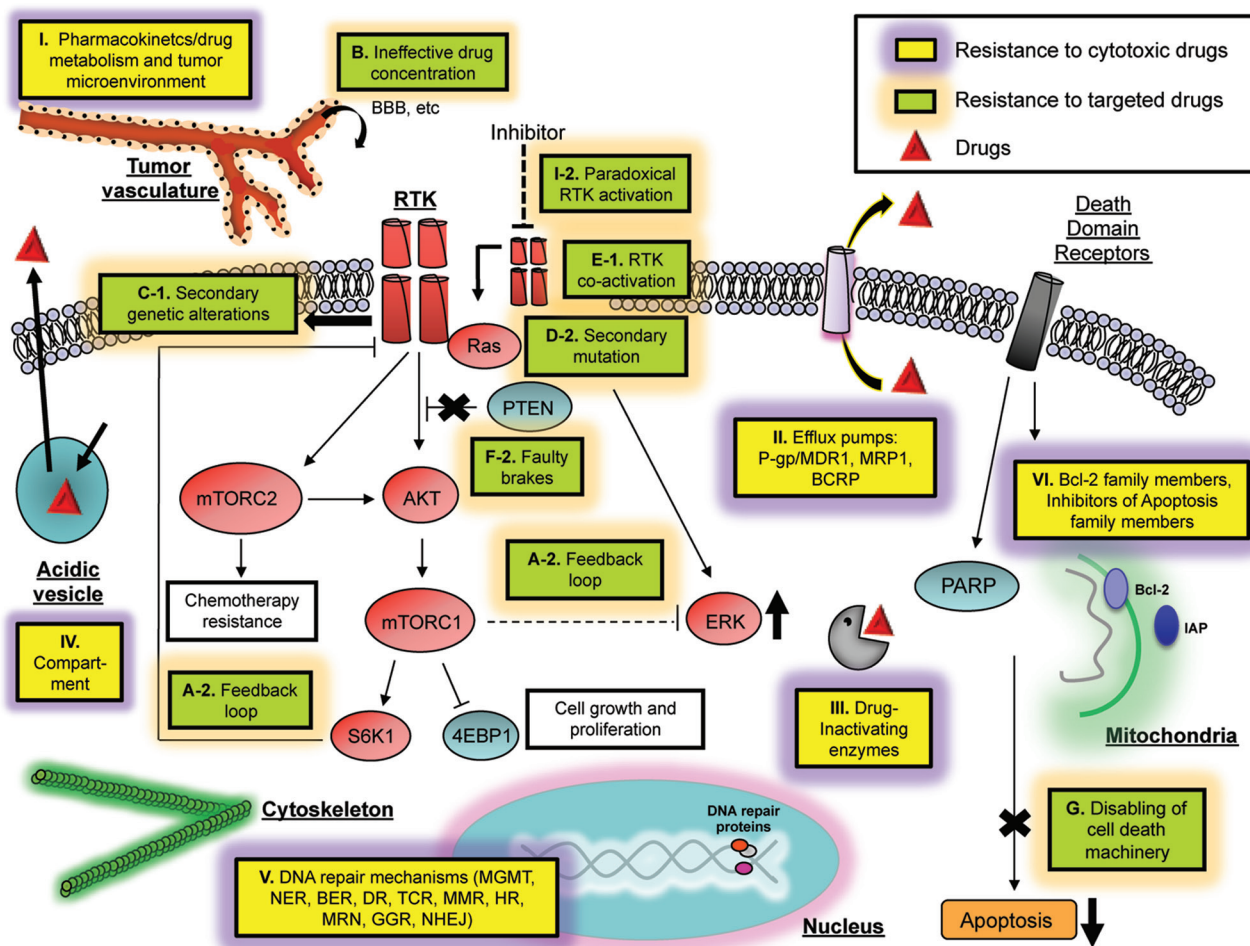 I. Pharmacokinetcs/drug
metabolism and tumor
microenvironment
B. Ineffective drug
concentration
BBB, etc
Tumor
vasculature
Resistance to cytotoxic drugs
Resistance to targeted drugs
Drugs
Inhibitor
I-2. Paradoxical
RTK activation
RTK
E-1. RTK
co-activation
C-1. Secondary
genetic alterations
Ras
D-2. Secondary
mutation
PTEN
F-2. Faulty
brakes
Death
Domain
Receptors
II. Efflux pumps:
P-gp/MDR1, MRP1,
BCRP
VI. Bcl-2 family members,
Inhibitors of Apoptosis
family members
mTORC2
AKT
Acidic
vesicle
IV.
Compart-
ment
Chemotherapy
resistance
mTORC1
A-2. Feedback
loop
ERK
PARP
Bcl-2
IAP
Mitochondria
A-2. Feedback
loop
S6K1
4EBP1
Cell growth and
proliferation
III. Drug-
Inactivating
enzymes
Cytoskeleton
DNA repair
proteins
V. DNA repair mechanisms (MGMT,
NER, BER, DR, TCR, MMR, HR,
MRN, GGR, NHEJ)
Nucleus
G. Disabling of
cell death
machinery
Apoptosis